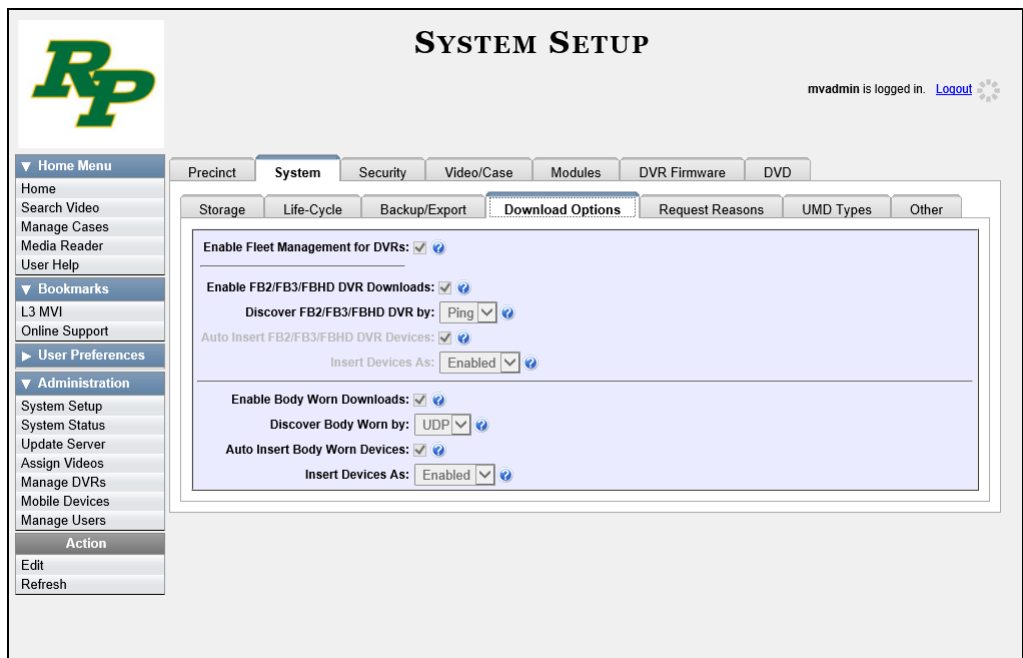 RP
SYSTEM SETUP
mvadmin is logged in. Logout
▼ Home Menu
Home
Search Video
Manage Cases
Media Reader
User Help
▼ Bookmarks
L3 MVI
Online Support
▶ User Preferences
▼ Administration
System Setup
System Status
Update Server
Assign Videos
Manage DVRs
Mobile Devices
Manage Users
Action
Edit
Refresh
Precinct System Security Video/Case Modules DVR Firmware DVD
Storage Life-Cycle Backup/Export Download Options Request Reasons UMD Types Other
Enable Fleet Management for DVRs: ?
Enable FB2/FB3/FBHD DVR Downloads: ?
Discover FB2/FB3/FBHD DVR by: Ping ?
Auto Insert FB2/FB3/FBHD DVR Devices: ?
Insert Devices As: Enabled ?
Enable Body Worn Downloads: ?
Discover Body Worn by: UDP ?
Auto Insert Body Worn Devices: ?
Insert Devices As: Enabled ?